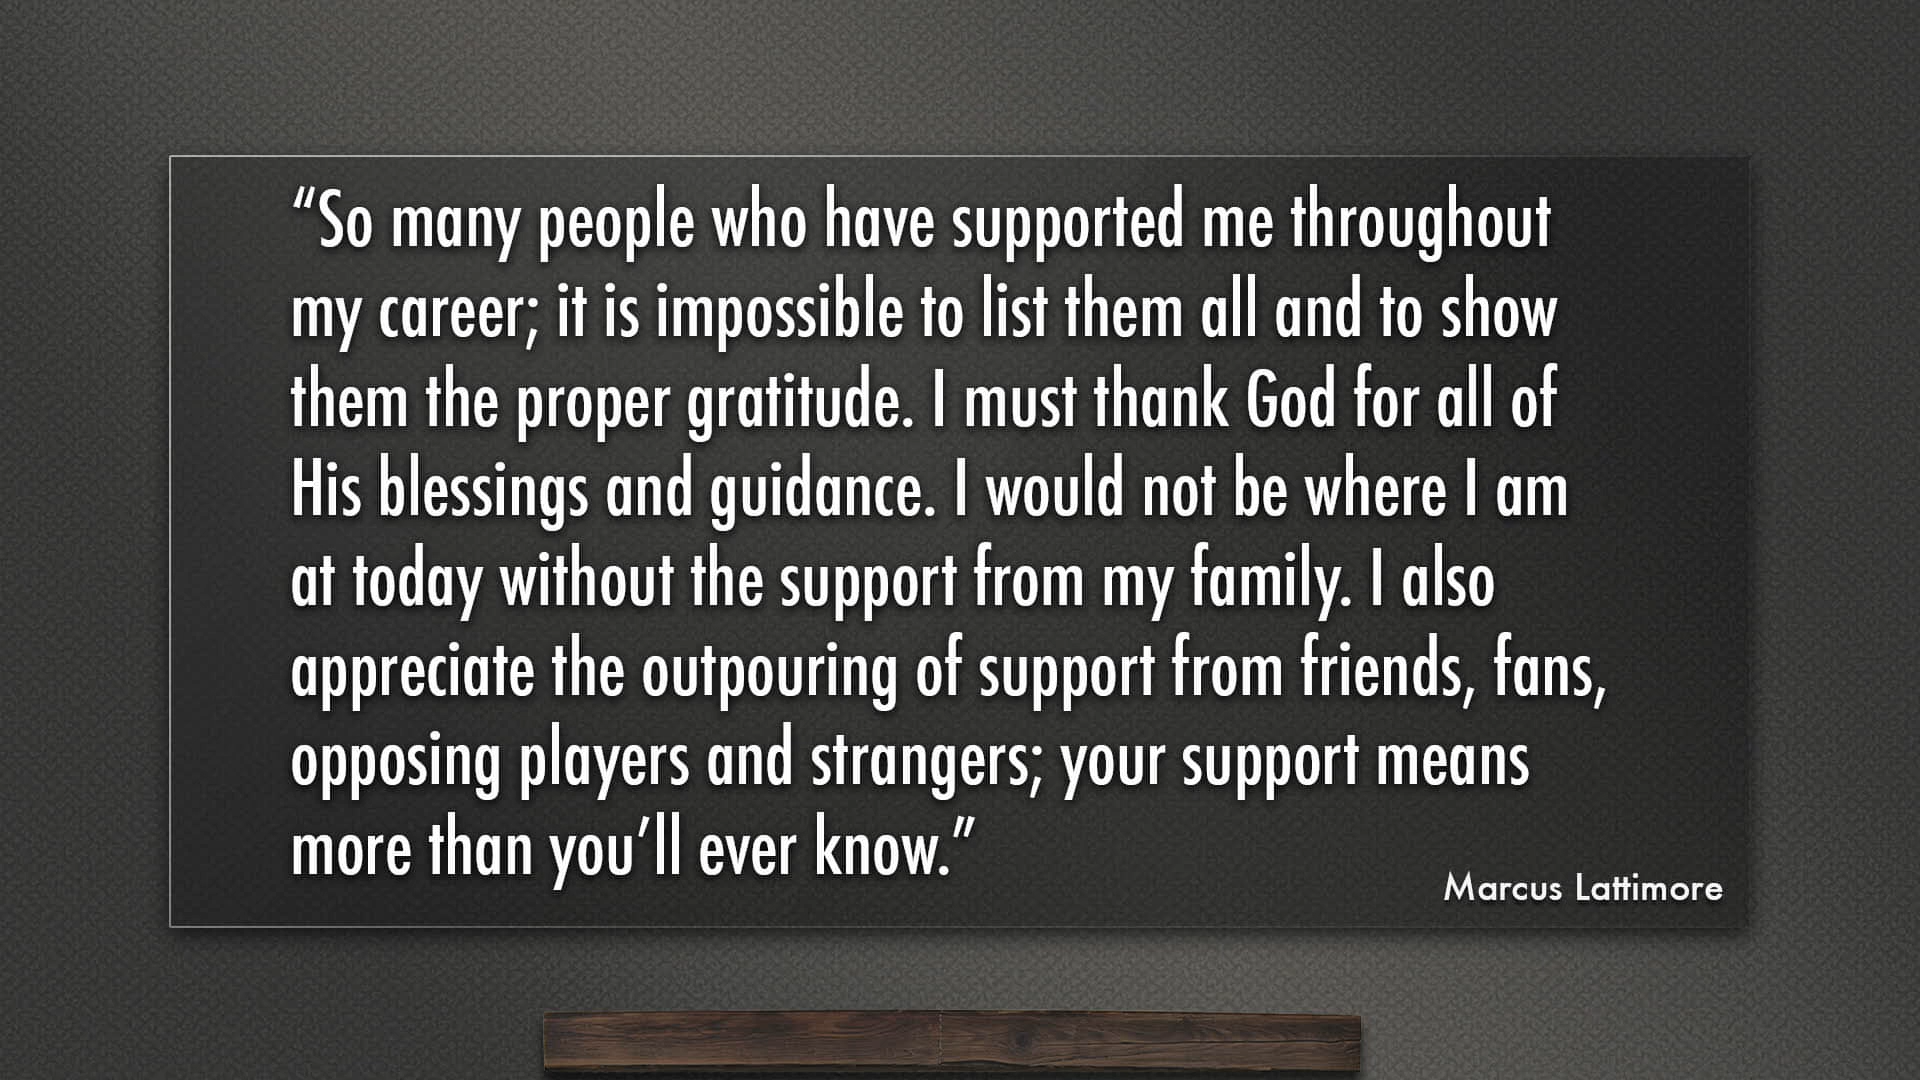 “So many people who have supported me throughout
my career; it is impossible to list them all and to show
them the proper gratitude. I must thank God for all of
His blessings and guidance. I would not be where I am
at today without the support from my family. I also
appreciate the outpouring of support from friends, fans,
opposing players and strangers; your support means
more than you’ll ever know.”
Marcus Lattimore